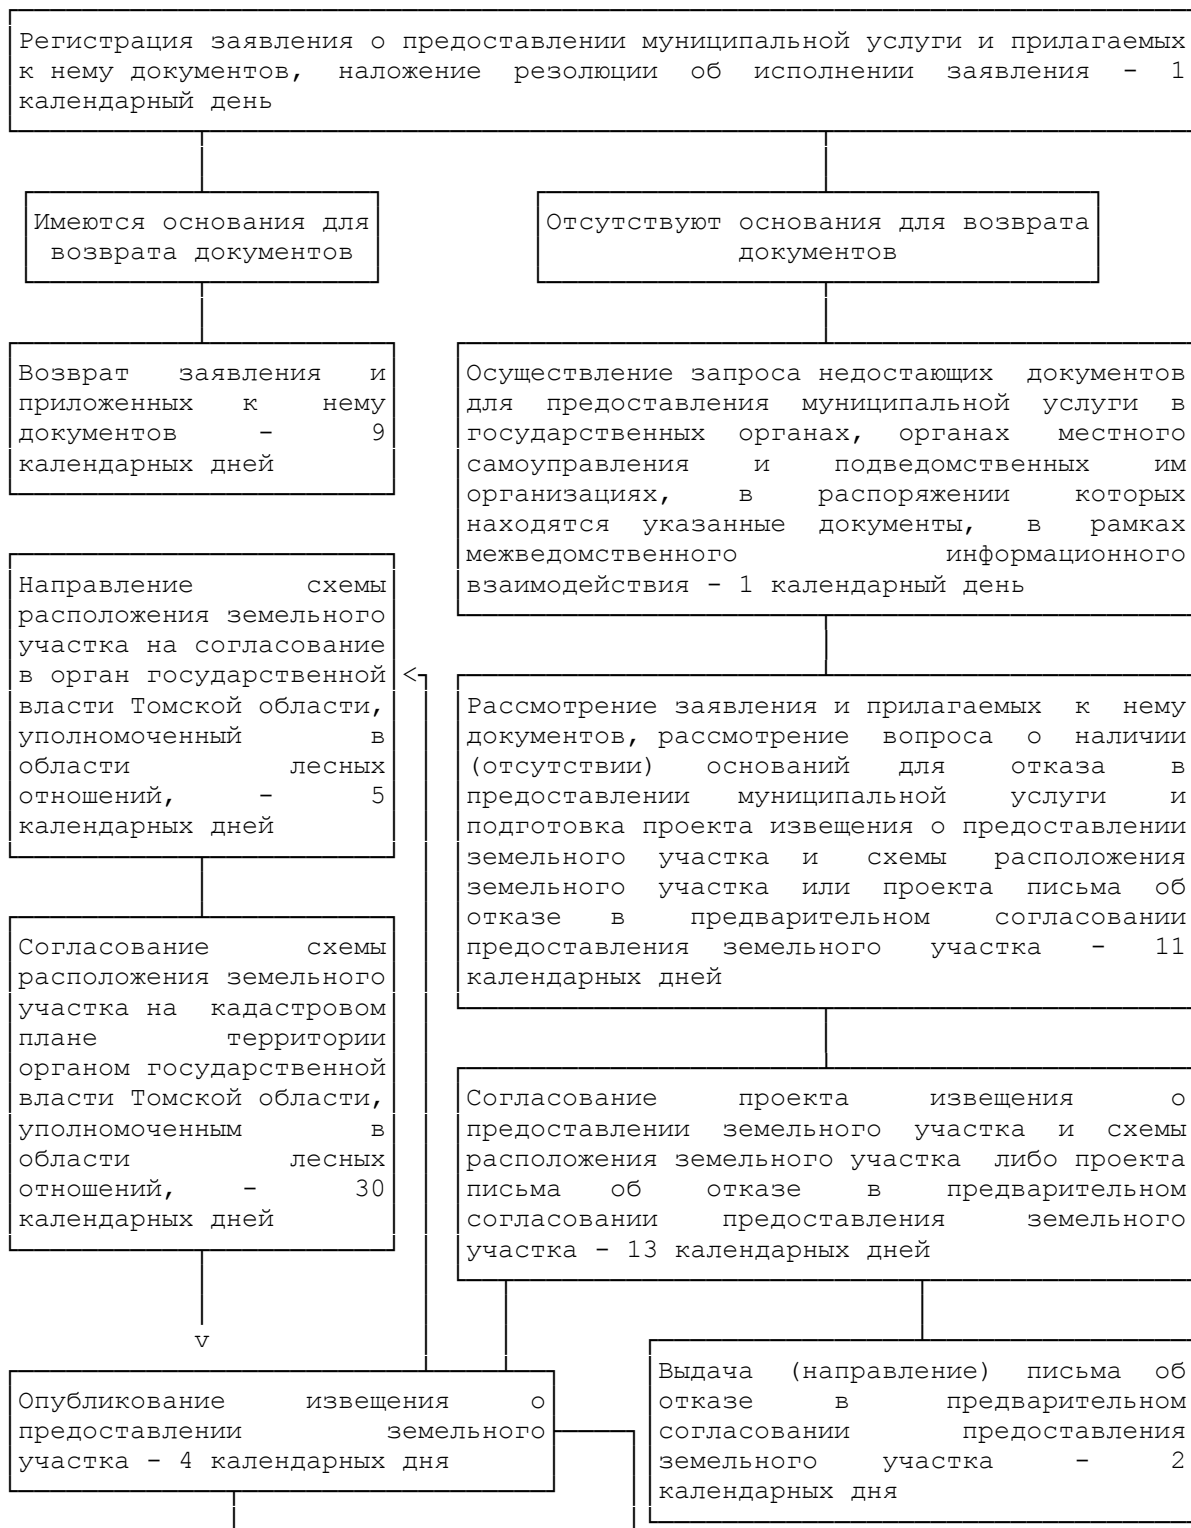 Регистрация заявления о предоставлении муниципальной услуги и прилагаемых
к нему документов, наложение резолюции об исполнении заявления - 1
календарный день
Имеются основания для
возврата документов
Отсутствуют основания для возврата
документов
Возврат заявления и
приложенных к нему
документов - 9
календарных дней
Осуществление запроса недостающих документов
для предоставления муниципальной услуги в
государственных органах, органах местного
самоуправления и подведомственных им
организациях, в распоряжении которых
находятся указанные документы, в рамках
межведомственного информационного
взаимодействия - 1 календарный день
Направление схемы
расположения земельного
участка на согласование
в орган государственной
власти Томской области,
уполномоченный в
области лесных
отношений, - 5
календарных дней
<
Рассмотрение заявления и прилагаемых к нему
документов, рассмотрение вопроса о наличии
(отсутствии) оснований для отказа в
предоставлении муниципальной услуги и
подготовка проекта извещения о предоставлении
земельного участка и схемы расположения
земельного участка или проекта письма об
отказе в предварительном согласовании
предоставления земельного участка - 11
календарных дней
Согласование схемы
расположения земельного
участка на кадастровом
плане территории
органом государственной
власти Томской области,
уполномоченным в
области лесных
отношений, - 30
календарных дней
v
Согласование проекта извещения о
предоставлении земельного участка и схемы
расположения земельного участка либо проекта
письма об отказе в предварительном
согласовании предоставления земельного
участка - 13 календарных дней
Опубликование извещения о
предоставлении земельного
участка - 4 календарных дня
Выдача (направление) письма об
отказе в предварительном
согласовании предоставления
земельного участка - 2
календарных дня